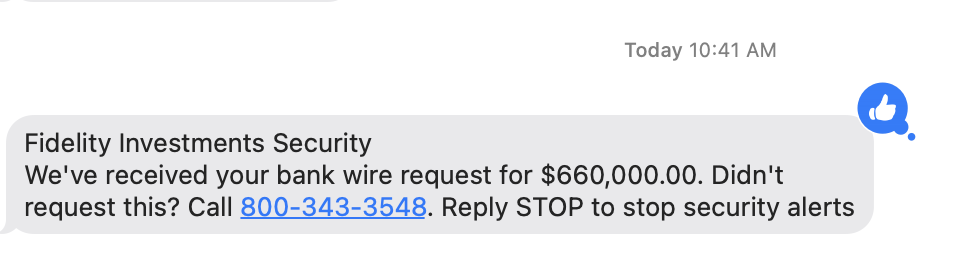 Today 10:41 AM
Fidelity Investments Security
We've received your bank wire request for $660,000.00. Didn't
request this? Call 800-343-3548. Reply STOP to stop security alerts